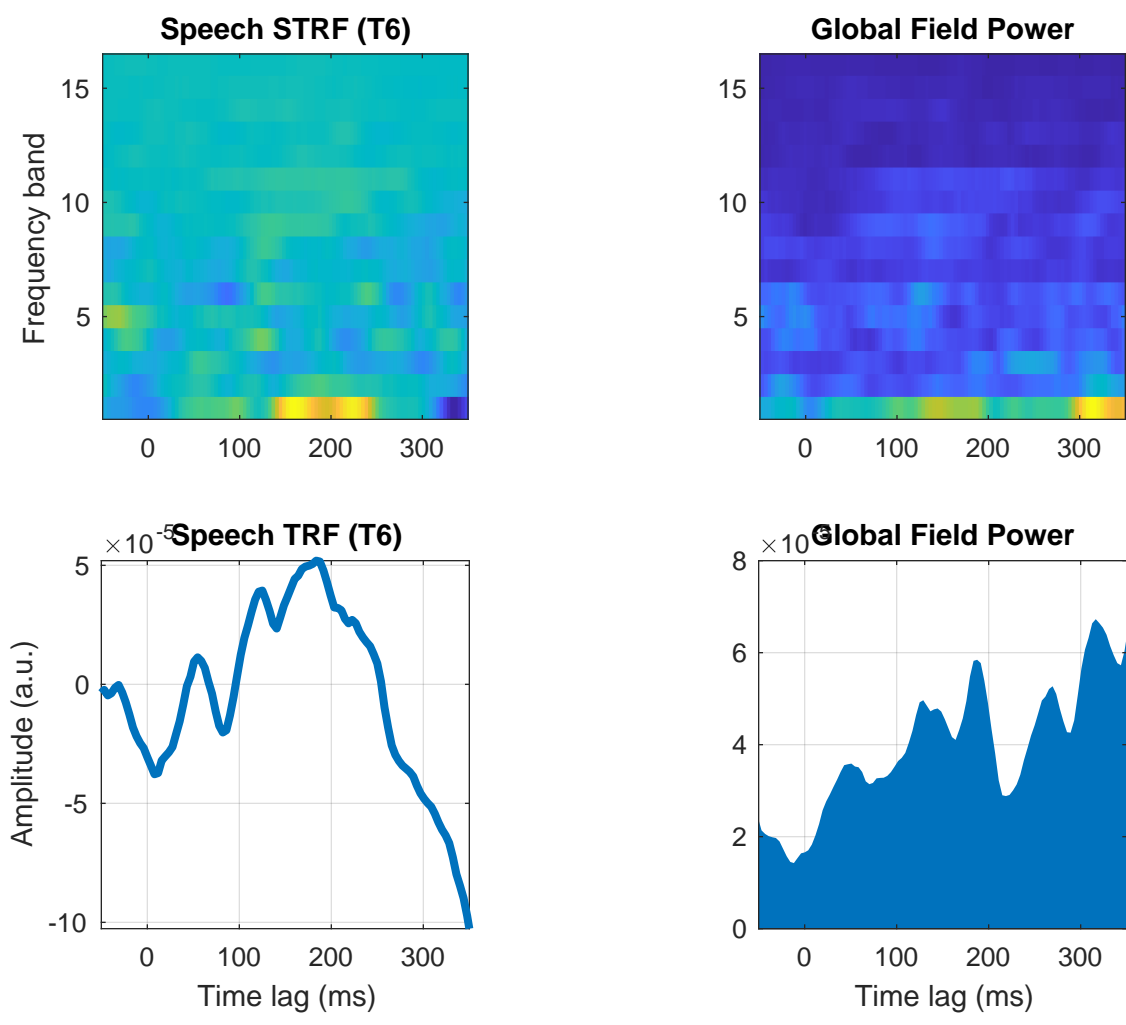 Speech STRF (T6)
Frequency band
15
10
5
0 100 200 300
Global Field Power
15
10
5
0 100 200 300
Speech TRF (T6)
×10^-5
Amplitude (a.u.)
5
0
-5
-10
0 100 200 300
Time lag (ms)
Global Field Power
×10
8
6
4
2
0
0 100 200 300
Time lag (ms)